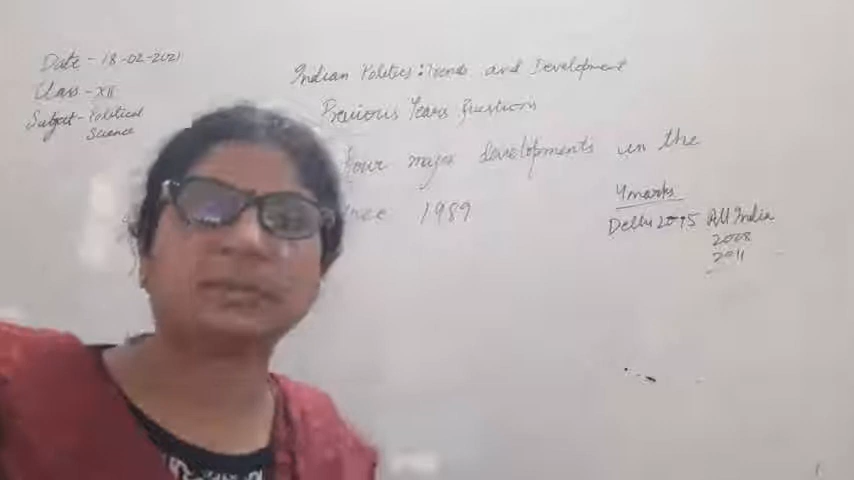 Date - 18-02-2021
Class - XII
Subject - Political
Science
Indian Politics: Trends and Development
Previous Years Questions
four major developments in the
1989
4 marks
Delhi 2015 All India
2008
2011